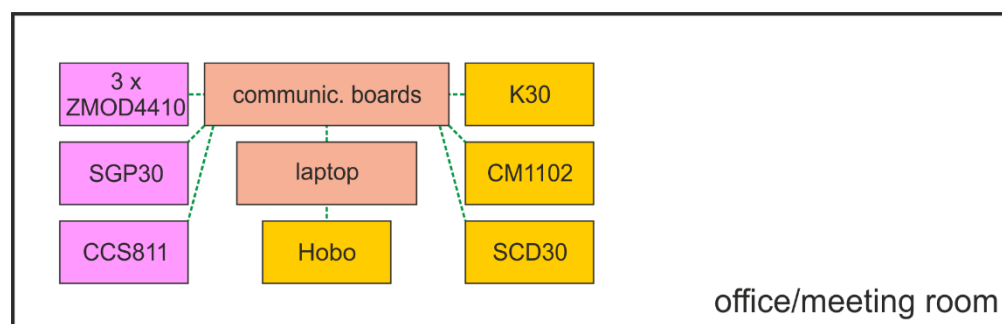 3 x
ZMOD4410
communic. boards
K30
SGP30
laptop
CM1102
CCS811
Hobo
SCD30
office/meeting room